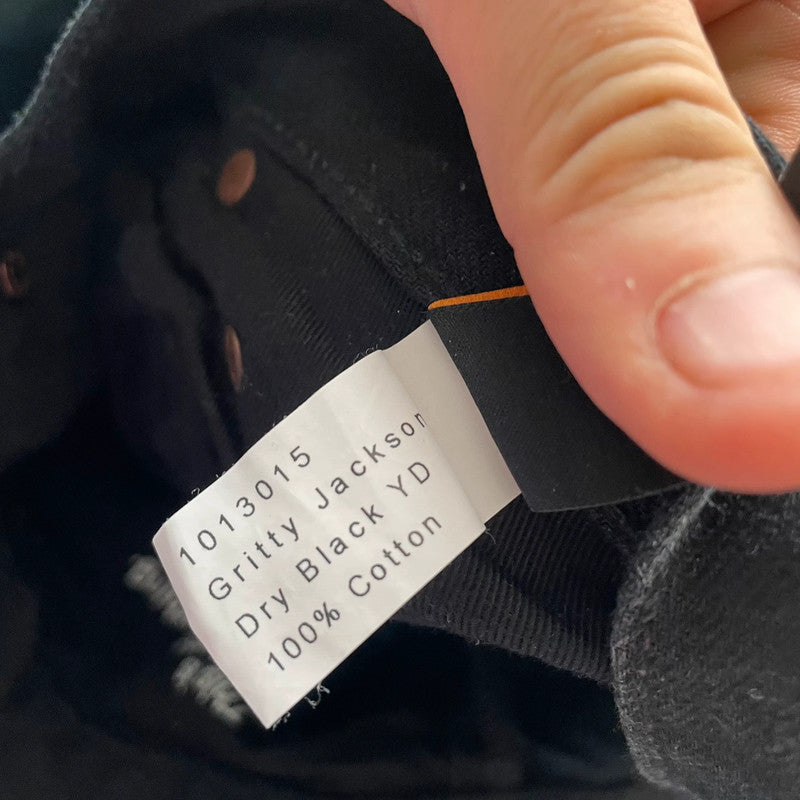 1013015
Gritty Jackson
Dry Black YD
100% Cotton